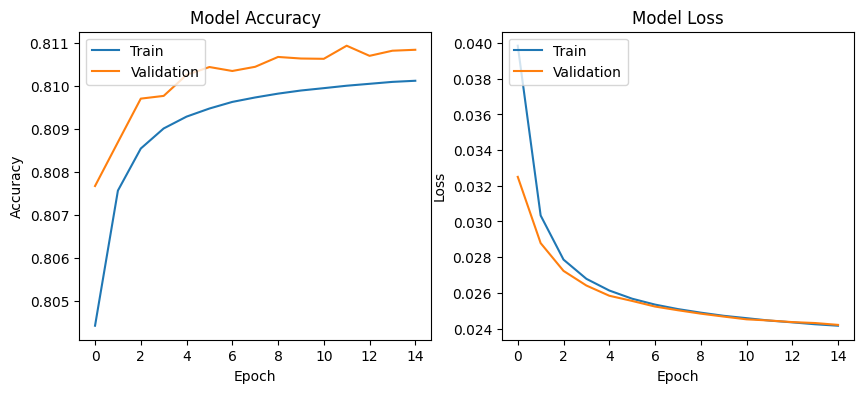 Model Accuracy
Train
Validation
0.811
0.810
0.809
0.808
0.807
0.806
0.805
Accuracy
0 2 4 6 8 10 12 14
Epoch
Model Loss
Train
Validation
0.040
0.038
0.036
0.034
0.032
0.030
0.028
0.026
0.024
Loss
0 2 4 6 8 10 12 14
Epoch